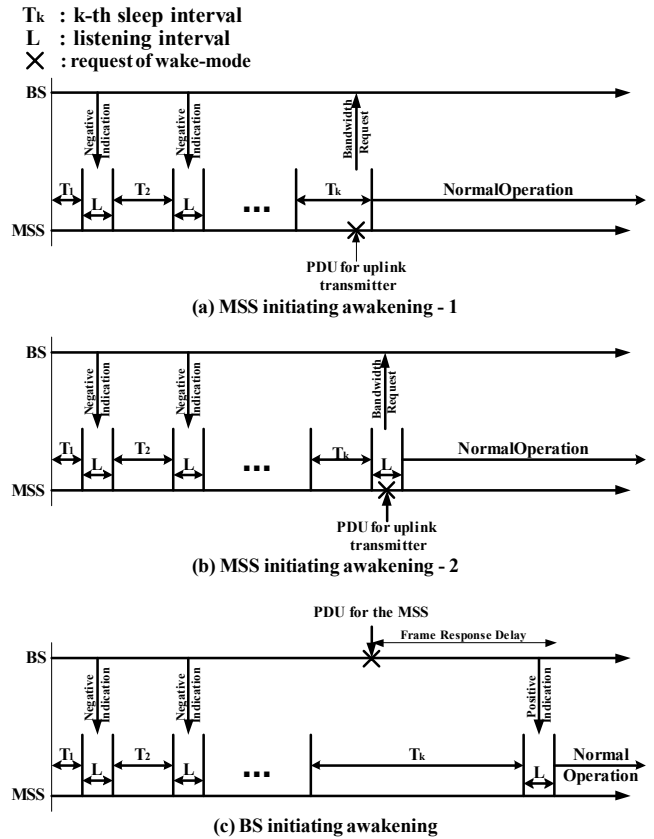 Tk : k-th sleep interval
L : listening interval
: request of wake-mode
BS
Negative Indication
Negative Indication
Bandwidth Request
T1
L
T2
L
...
Tk
NormalOperation
MSS
PDU for uplink
transmitter
(a) MSS initiating awakening - 1
BS
Negative Indication
Negative Indication
Bandwidth Request
T1
L
T2
L
...
Tk
L
NormalOperation
MSS
PDU for uplink
transmitter
(b) MSS initiating awakening - 2
PDU for the MSS
Frame Response Delay
BS
Negative Indication
Negative Indication
Positive Indication
T1
L
T2
L
...
Tk
L
Normal
Operation
MSS
(c) BS initiating awakening